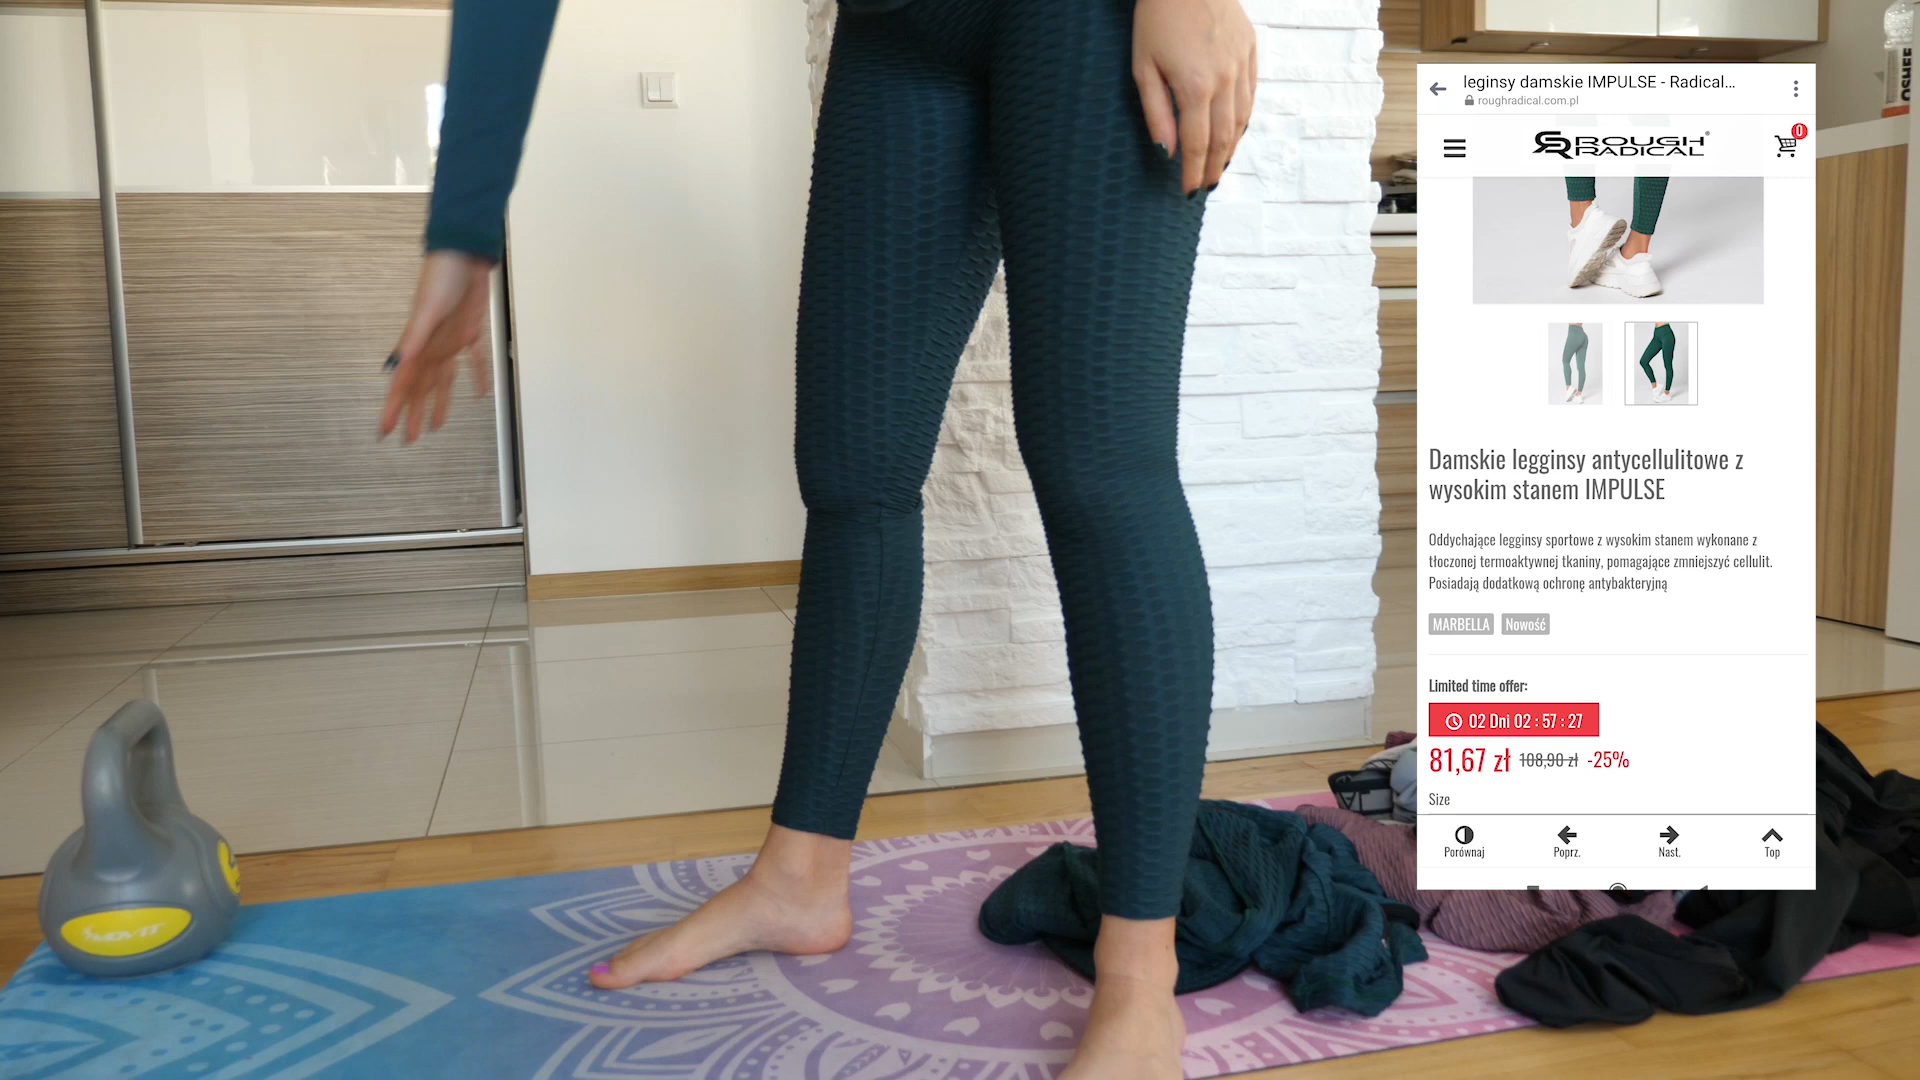 leginsy damskie IMPULSE - Radical...
roughradical.com.pl
ROUGH
RADICAL
0
Damskie legginsy antycellulitowe z
wysokim stanem IMPULSE
Oddychające legginsy sportowe z wysokim stanem wykonane z
tłoczonej termoaktywnej tkaniny, pomagające zmniejszyć cellulit.
Posiadają dodatkową ochronę antybakteryjną
MARBELLA Nowość
Limited time offer:
02 Dni 02 : 57 : 27
81,67 zł 108,90 zł -25%
Size
Porównaj Poprz. Nast. Top
MOVIT
OSHEE